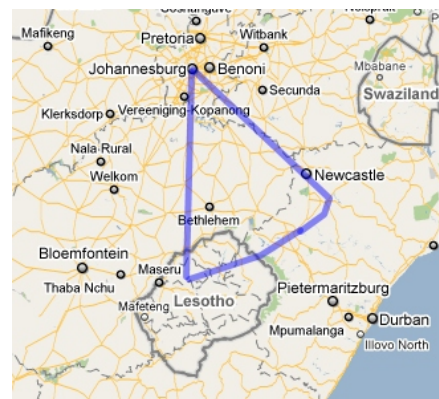 Soshanguve
Mafikeng
Pretoria
Witbank
Johannesburg
Benoni
Mbabane
Secunda
Swaziland
Klerksdorp
Vereeniging-Kopanong
Nala-Rural
Welkom
Newcastle
Bethlehem
Bloemfontein
Maseru
Thaba Nchu
Lesotho
Mafeteng
Pietermaritzburg
Mpumalanga
Durban
Illovo North